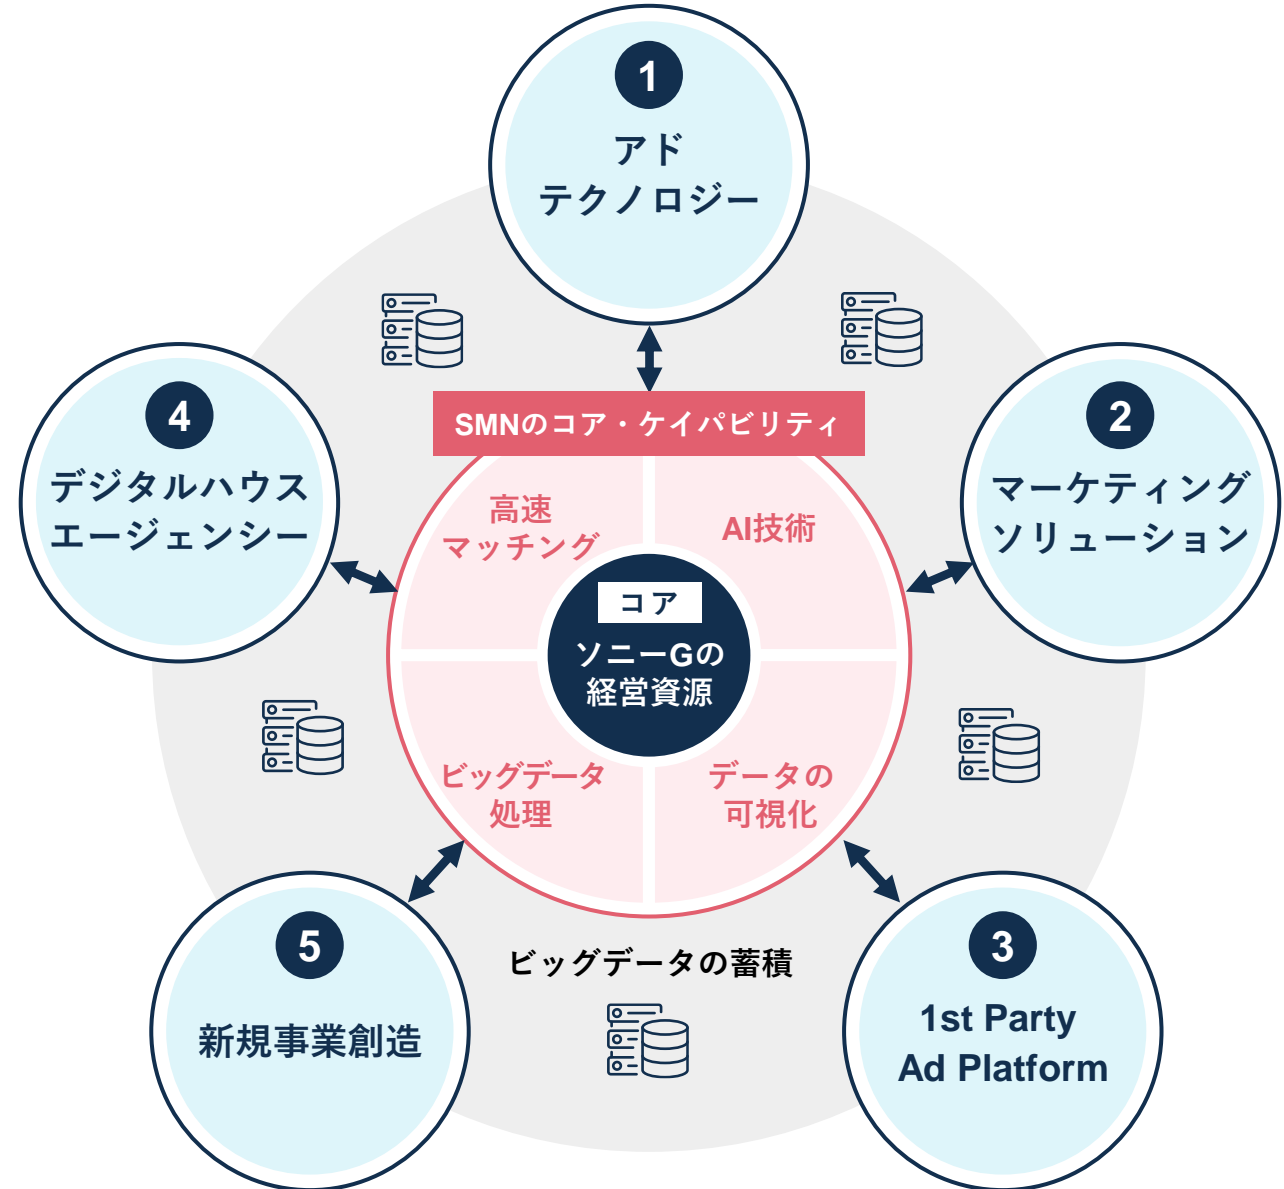 1
アド
テクノロジー
4
デジタルハウス
エージェンシー
2
マーケティング
ソリューション
SMNのコア・ケイパビリティ
高速
マッチング
AI技術
コア
ソニーGの
経営資源
ビッグデータ
処理
データの
可視化
5
新規事業創造
ビッグデータの蓄積
3
1st Party
Ad Platform